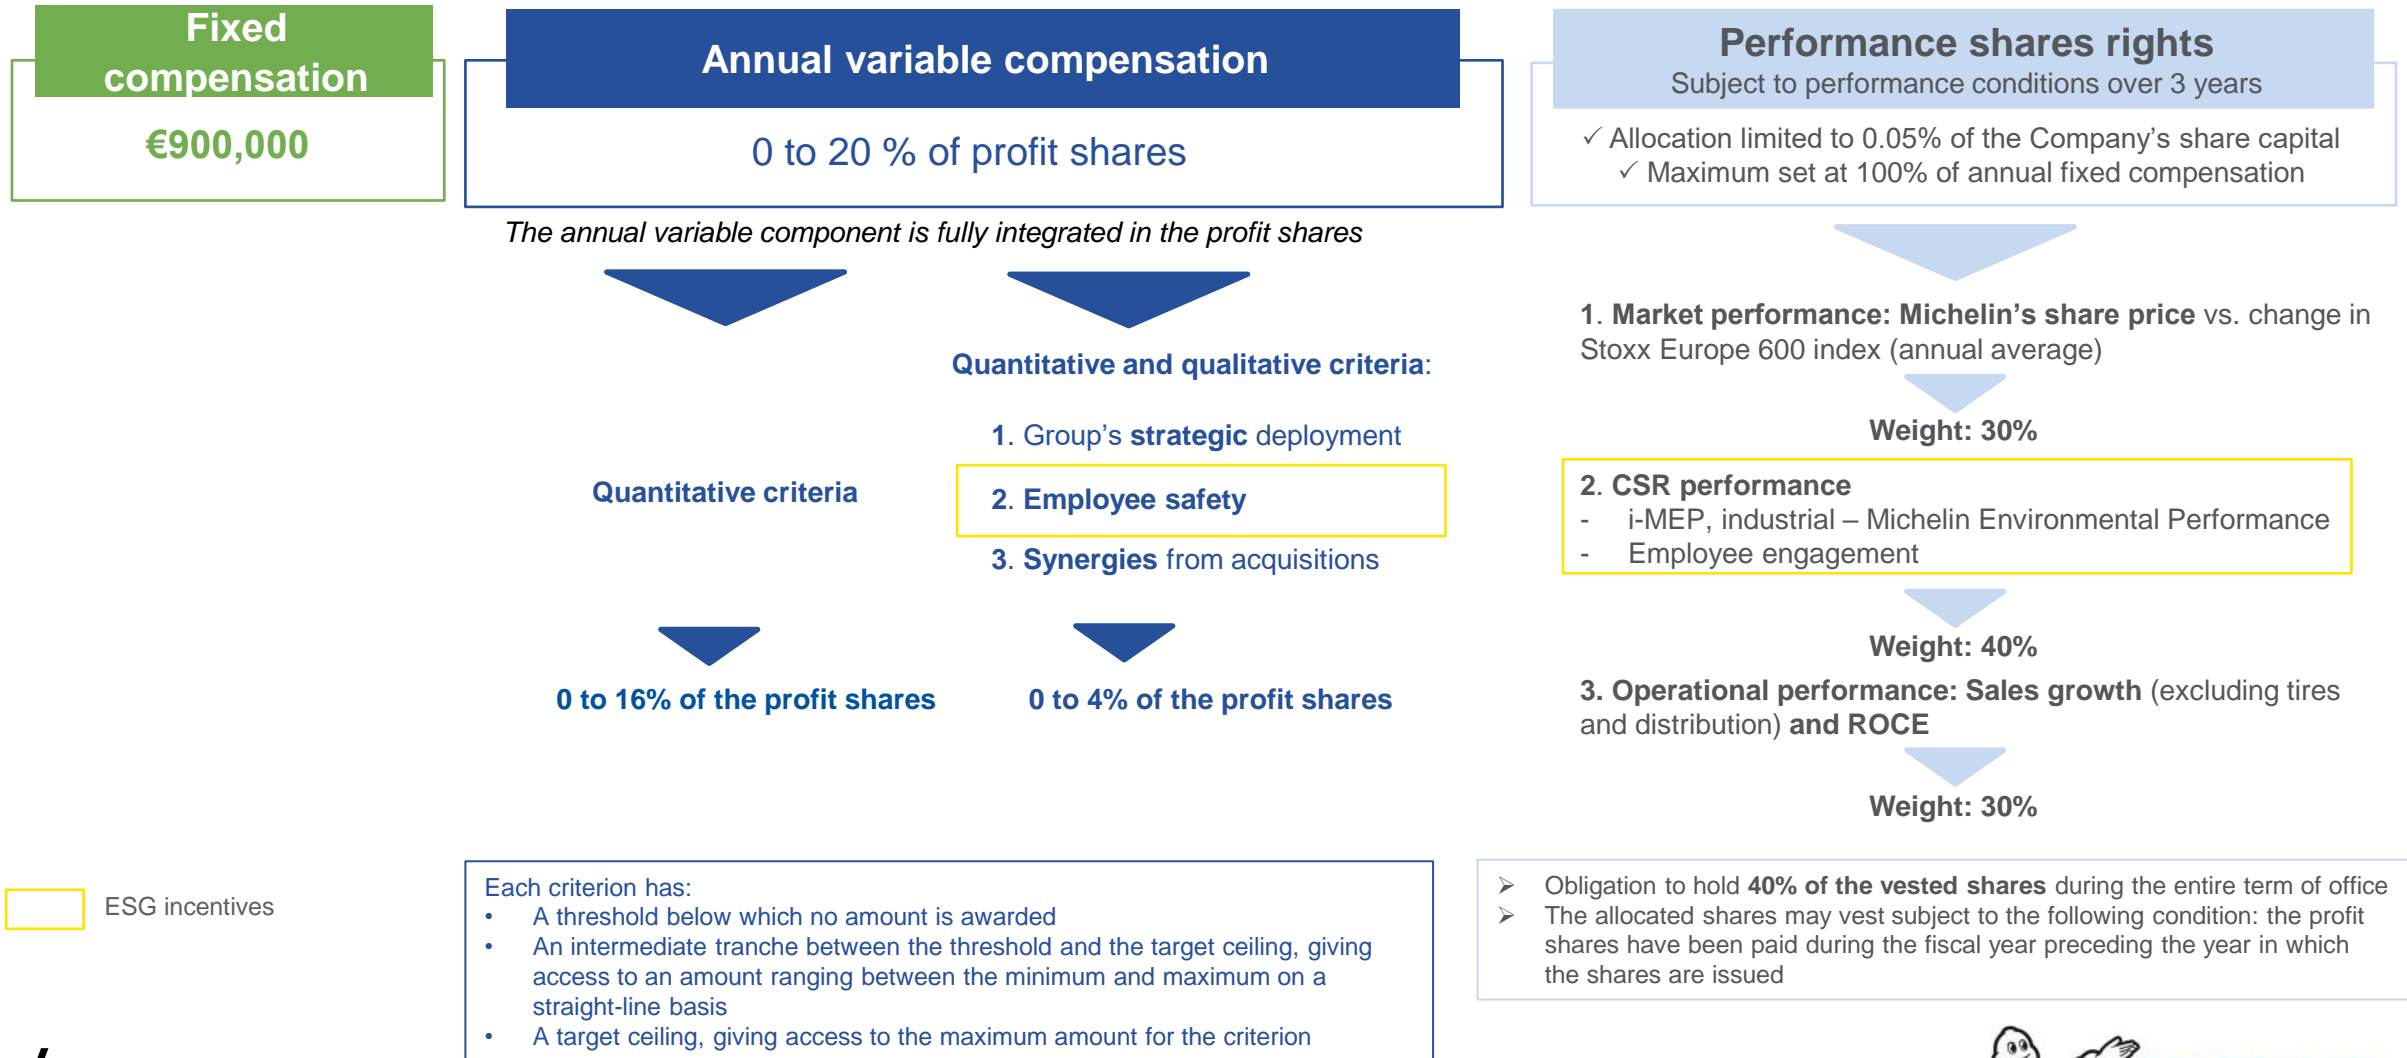 Fixed
compensation
€900,000
Annual variable compensation
0 to 20 % of profit shares
The annual variable component is fully integrated in the profit shares
Quantitative criteria
0 to 16% of the profit shares
Quantitative and qualitative criteria:
1. Group's strategic deployment
2. Employee safety
3. Synergies from acquisitions
0 to 4% of the profit shares
Performance shares rights
Subject to performance conditions over 3 years
✓ Allocation limited to 0.05% of the Company's share capital
✓ Maximum set at 100% of annual fixed compensation
1. Market performance: Michelin's share price vs. change in
Stoxx Europe 600 index (annual average)
Weight: 30%
2. CSR performance
- i-MEP, industrial – Michelin Environmental Performance
- Employee engagement
Weight: 40%
3. Operational performance: Sales growth (excluding tires
and distribution) and ROCE
Weight: 30%
ESG incentives
Each criterion has:
• A threshold below which no amount is awarded
• An intermediate tranche between the threshold and the target ceiling, giving
access to an amount ranging between the minimum and maximum on a
straight-line basis
• A target ceiling, giving access to the maximum amount for the criterion
➢ Obligation to hold 40% of the vested shares during the entire term of office
➢ The allocated shares may vest subject to the following condition: the profit
shares have been paid during the fiscal year preceding the year in which
the shares are issued